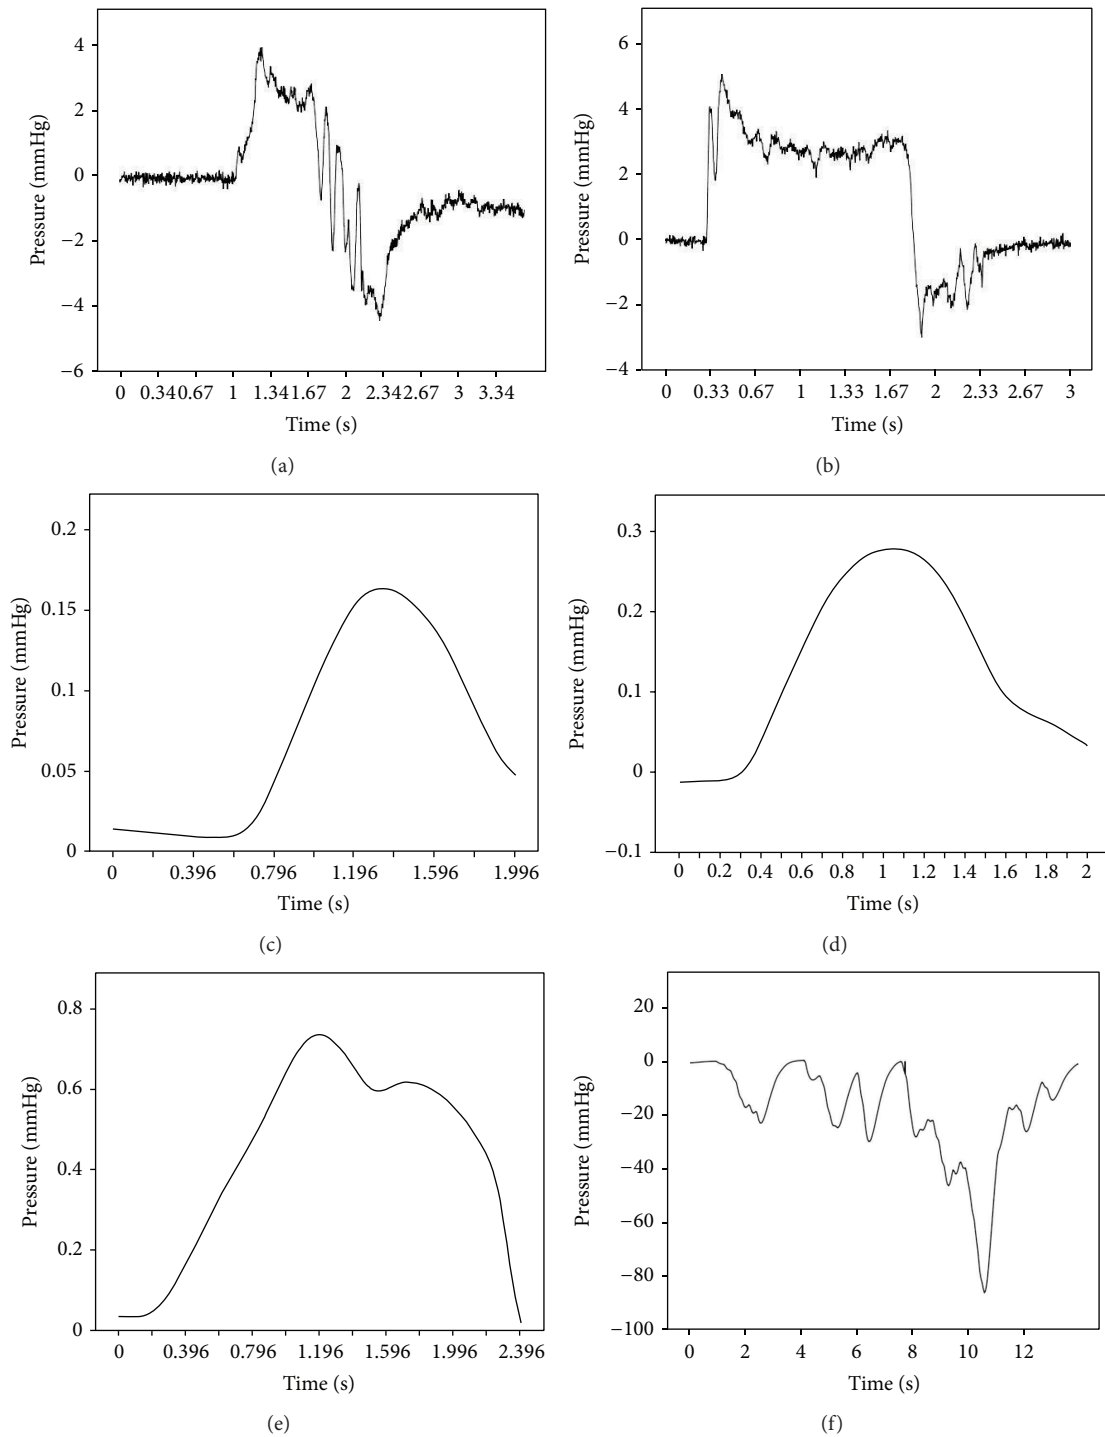 4
2
0
−2
−4
−6
Pressure (mmHg)
0 0.34 0.67 1 1.34 1.67 2 2.34 2.67 3 3.34
Time (s)
(a)
6
4
2
0
−2
−4
Pressure (mmHg)
0 0.33 0.67 1 1.33 1.67 2 2.33 2.67 3
Time (s)
(b)
0.2
0.15
0.1
0.05
0
Pressure (mmHg)
0 0.396 0.796 1.196 1.596 1.996
Time (s)
(c)
0.3
0.2
0.1
0
−0.1
Pressure (mmHg)
0 0.2 0.4 0.6 0.8 1 1.2 1.4 1.6 1.8 2
Time (s)
(d)
0.8
0.6
0.4
0.2
0
Pressure (mmHg)
0 0.396 0.796 1.196 1.596 1.996 2.396
Time (s)
(e)
20
0
−20
−40
−60
−80
−100
Pressure (mmHg)
0 2 4 6 8 10 12
Time (s)
(f)